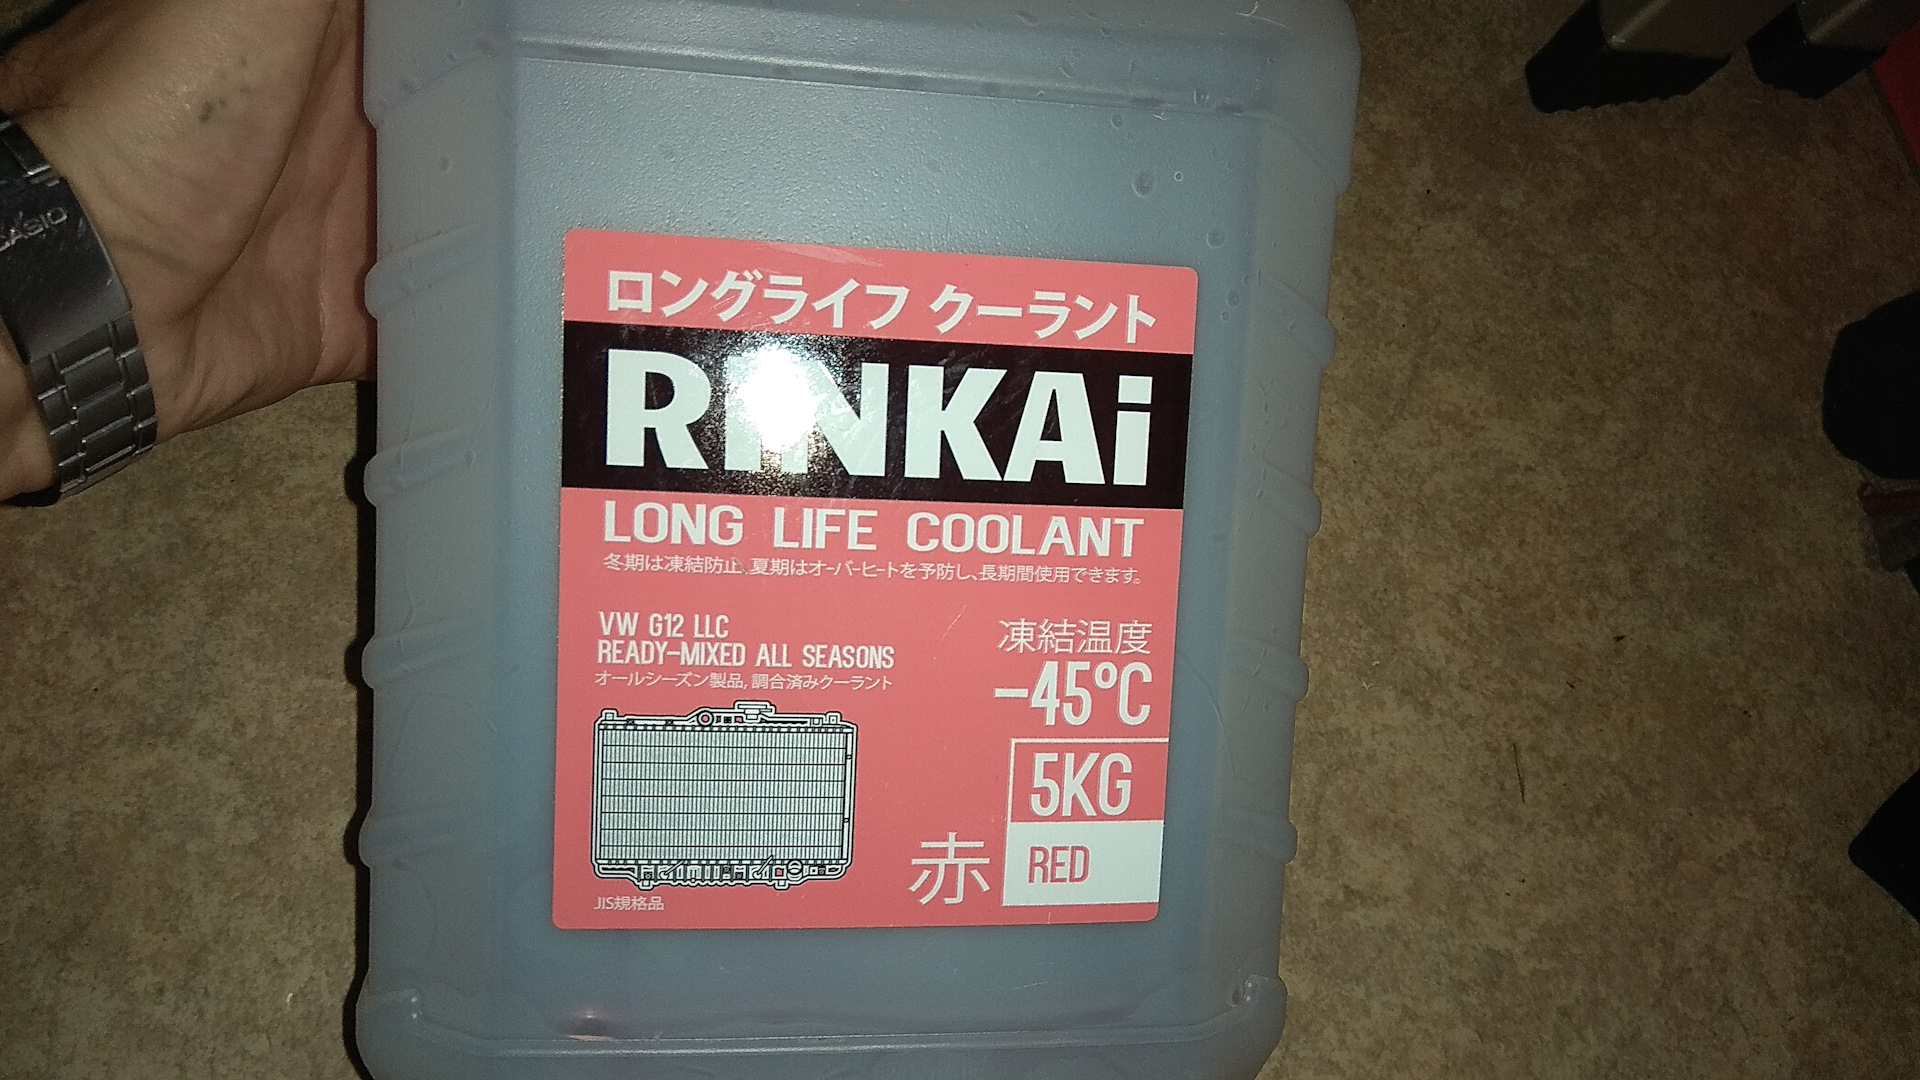 CASIO
ロングライフ クーラント
RINKAi
LONG LIFE COOLANT
冬期は凍結防止、夏期はオーバーヒートを予防し、長期間使用できます。
VW G12 LLC
READY-MIXED ALL SEASONS
オールシーズン製品, 調合済みクーラント
凍結温度
-45°C
5KG
赤 RED
JIS規格品